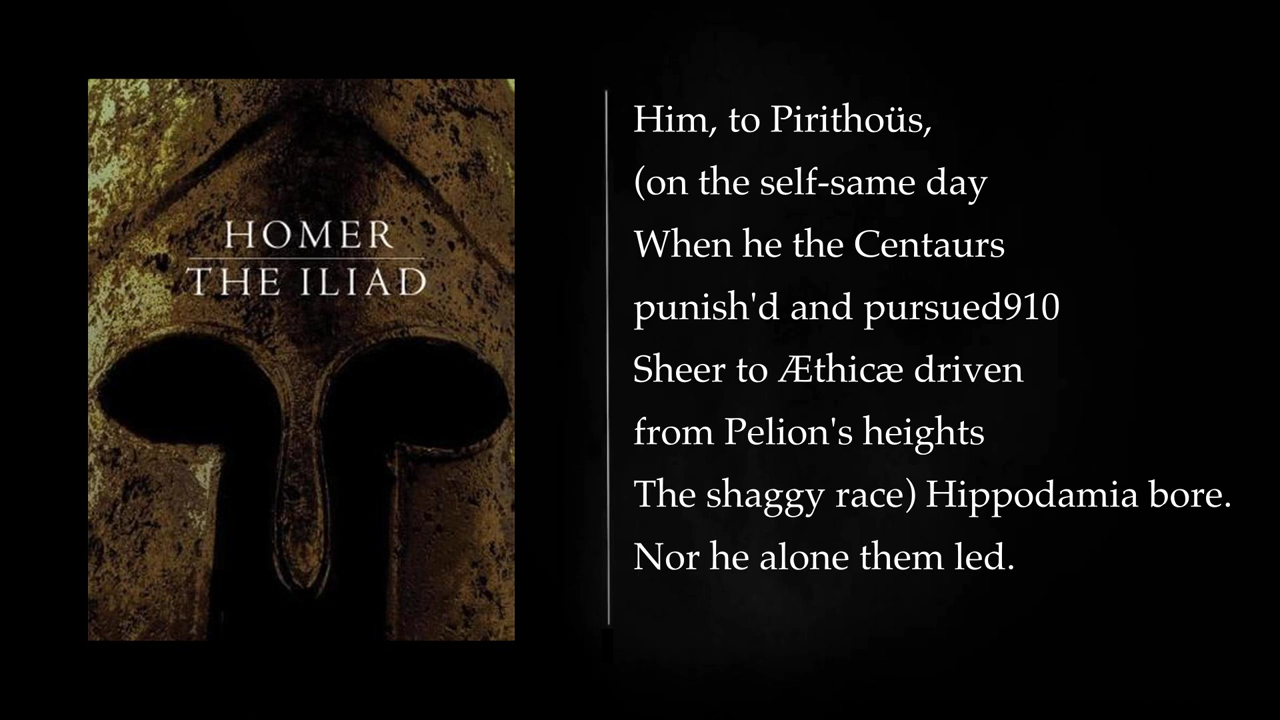 HOMER
THE ILIAD
Him, to Pirithoüs,
(on the self-same day
When he the Centaurs
punish'd and pursued910
Sheer to Æthicæ driven
from Pelion's heights
The shaggy race) Hippodamia bore.
Nor he alone them led.